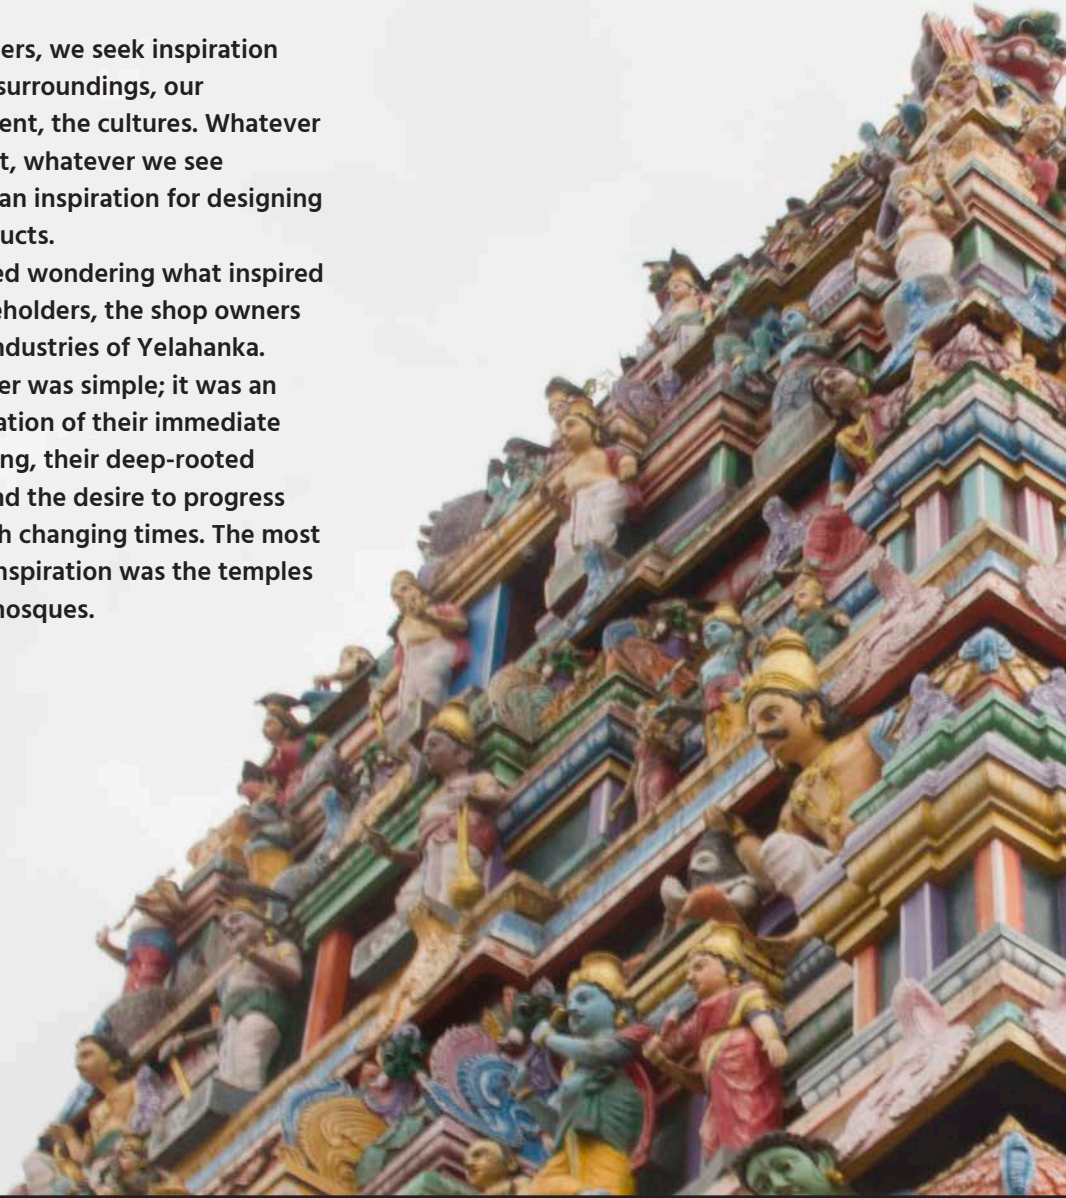 ers, we seek inspiration
surroundings, our
ent, the cultures. Whatever
t, whatever we see
an inspiration for designing
ucts.
ed wondering what inspired
eholders, the shop owners
ndustries of Yelahanka.
er was simple; it was an
ation of their immediate
ng, their deep-rooted
nd the desire to progress
h changing times. The most
nspiration was the temples
nosques.